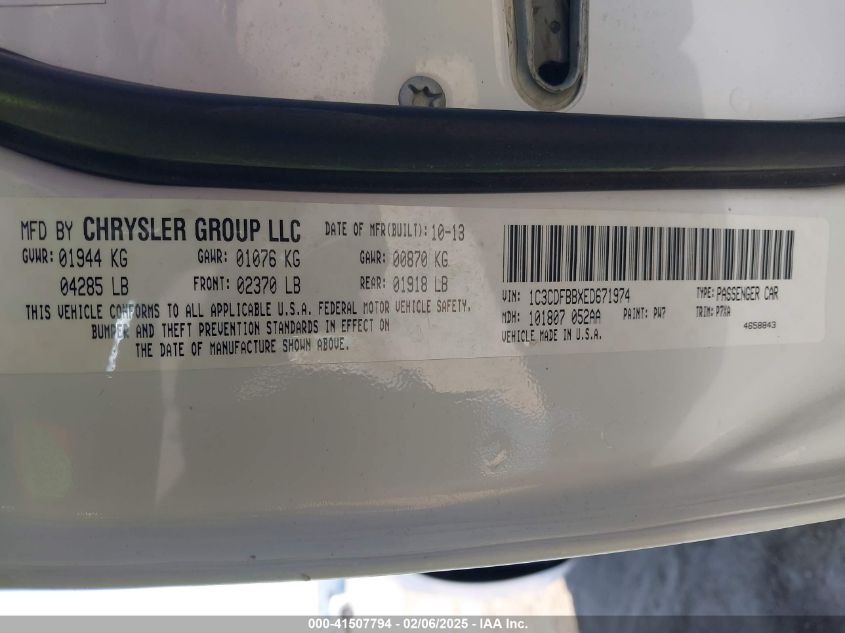 MFD BY CHRYSLER GROUP LLC DATE OF MFR(BUILT): 10-13
GVWR: 01944 KG GAWR: 01076 KG GAWR: 00870 KG
04285 LB FRONT: 02370 LB REAR: 01918 LB
THIS VEHICLE CONFORMS TO ALL APPLICABLE U.S.A. FEDERAL MOTOR VEHICLE SAFETY,
BUMPER AND THEFT PREVENTION STANDARDS IN EFFECT ON
THE DATE OF MANUFACTURE SHOWN ABOVE.
VIN: 1C3CDFBBXED671974 TYPE: PASSENGER CAR
MDH: 101807 052AA PAINT: PW7 TRIM: P7XA
VEHICLE MADE IN U.S.A. 4658843
000-41507794 - 02/06/2025 - IAA Inc.